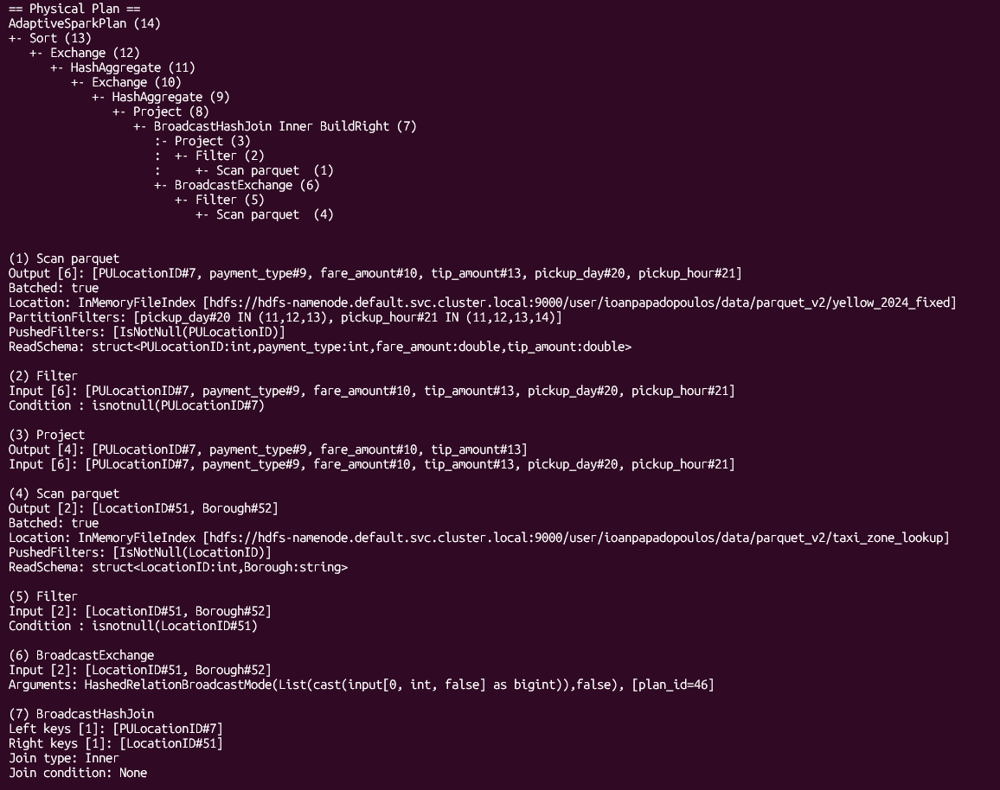 == Physical Plan ==
AdaptiveSparkPlan (14)
+- Sort (13)
   +- Exchange (12)
      +- HashAggregate (11)
         +- Exchange (10)
            +- HashAggregate (9)
               +- Project (8)
                  +- BroadcastHashJoin Inner BuildRight (7)
                     :- Project (3)
                     :  +- Filter (2)
                     :     +- Scan parquet  (1)
                     +- BroadcastExchange (6)
                        +- Filter (5)
                           +- Scan parquet  (4)

(1) Scan parquet
Output [6]: [PULocationID#7, payment_type#9, fare_amount#10, tip_amount#13, pickup_day#20, pickup_hour#21]
Batched: true
Location: InMemoryFileIndex [hdfs://hdfs-namenode.default.svc.cluster.local:9000/user/ioanpapadopoulos/data/parquet_v2/yellow_2024_fixed]
PartitionFilters: [pickup_day#20 IN (11,12,13), pickup_hour#21 IN (11,12,13,14)]
PushedFilters: [IsNotNull(PULocationID)]
ReadSchema: struct<PULocationID:int,payment_type:int,fare_amount:double,tip_amount:double>

(2) Filter
Input [6]: [PULocationID#7, payment_type#9, fare_amount#10, tip_amount#13, pickup_day#20, pickup_hour#21]
Condition : isnotnull(PULocationID#7)

(3) Project
Output [4]: [PULocationID#7, payment_type#9, fare_amount#10, tip_amount#13]
Input [6]: [PULocationID#7, payment_type#9, fare_amount#10, tip_amount#13, pickup_day#20, pickup_hour#21]

(4) Scan parquet
Output [2]: [LocationID#51, Borough#52]
Batched: true
Location: InMemoryFileIndex [hdfs://hdfs-namenode.default.svc.cluster.local:9000/user/ioanpapadopoulos/data/parquet_v2/taxi_zone_lookup]
PushedFilters: [IsNotNull(LocationID)]
ReadSchema: struct<LocationID:int,Borough:string>

(5) Filter
Input [2]: [LocationID#51, Borough#52]
Condition : isnotnull(LocationID#51)

(6) BroadcastExchange
Input [2]: [LocationID#51, Borough#52]
Arguments: HashedRelationBroadcastMode(List(cast(input[0, int, false] as bigint)),false), [plan_id=46]

(7) BroadcastHashJoin
Left keys [1]: [PULocationID#7]
Right keys [1]: [LocationID#51]
Join type: Inner
Join condition: None